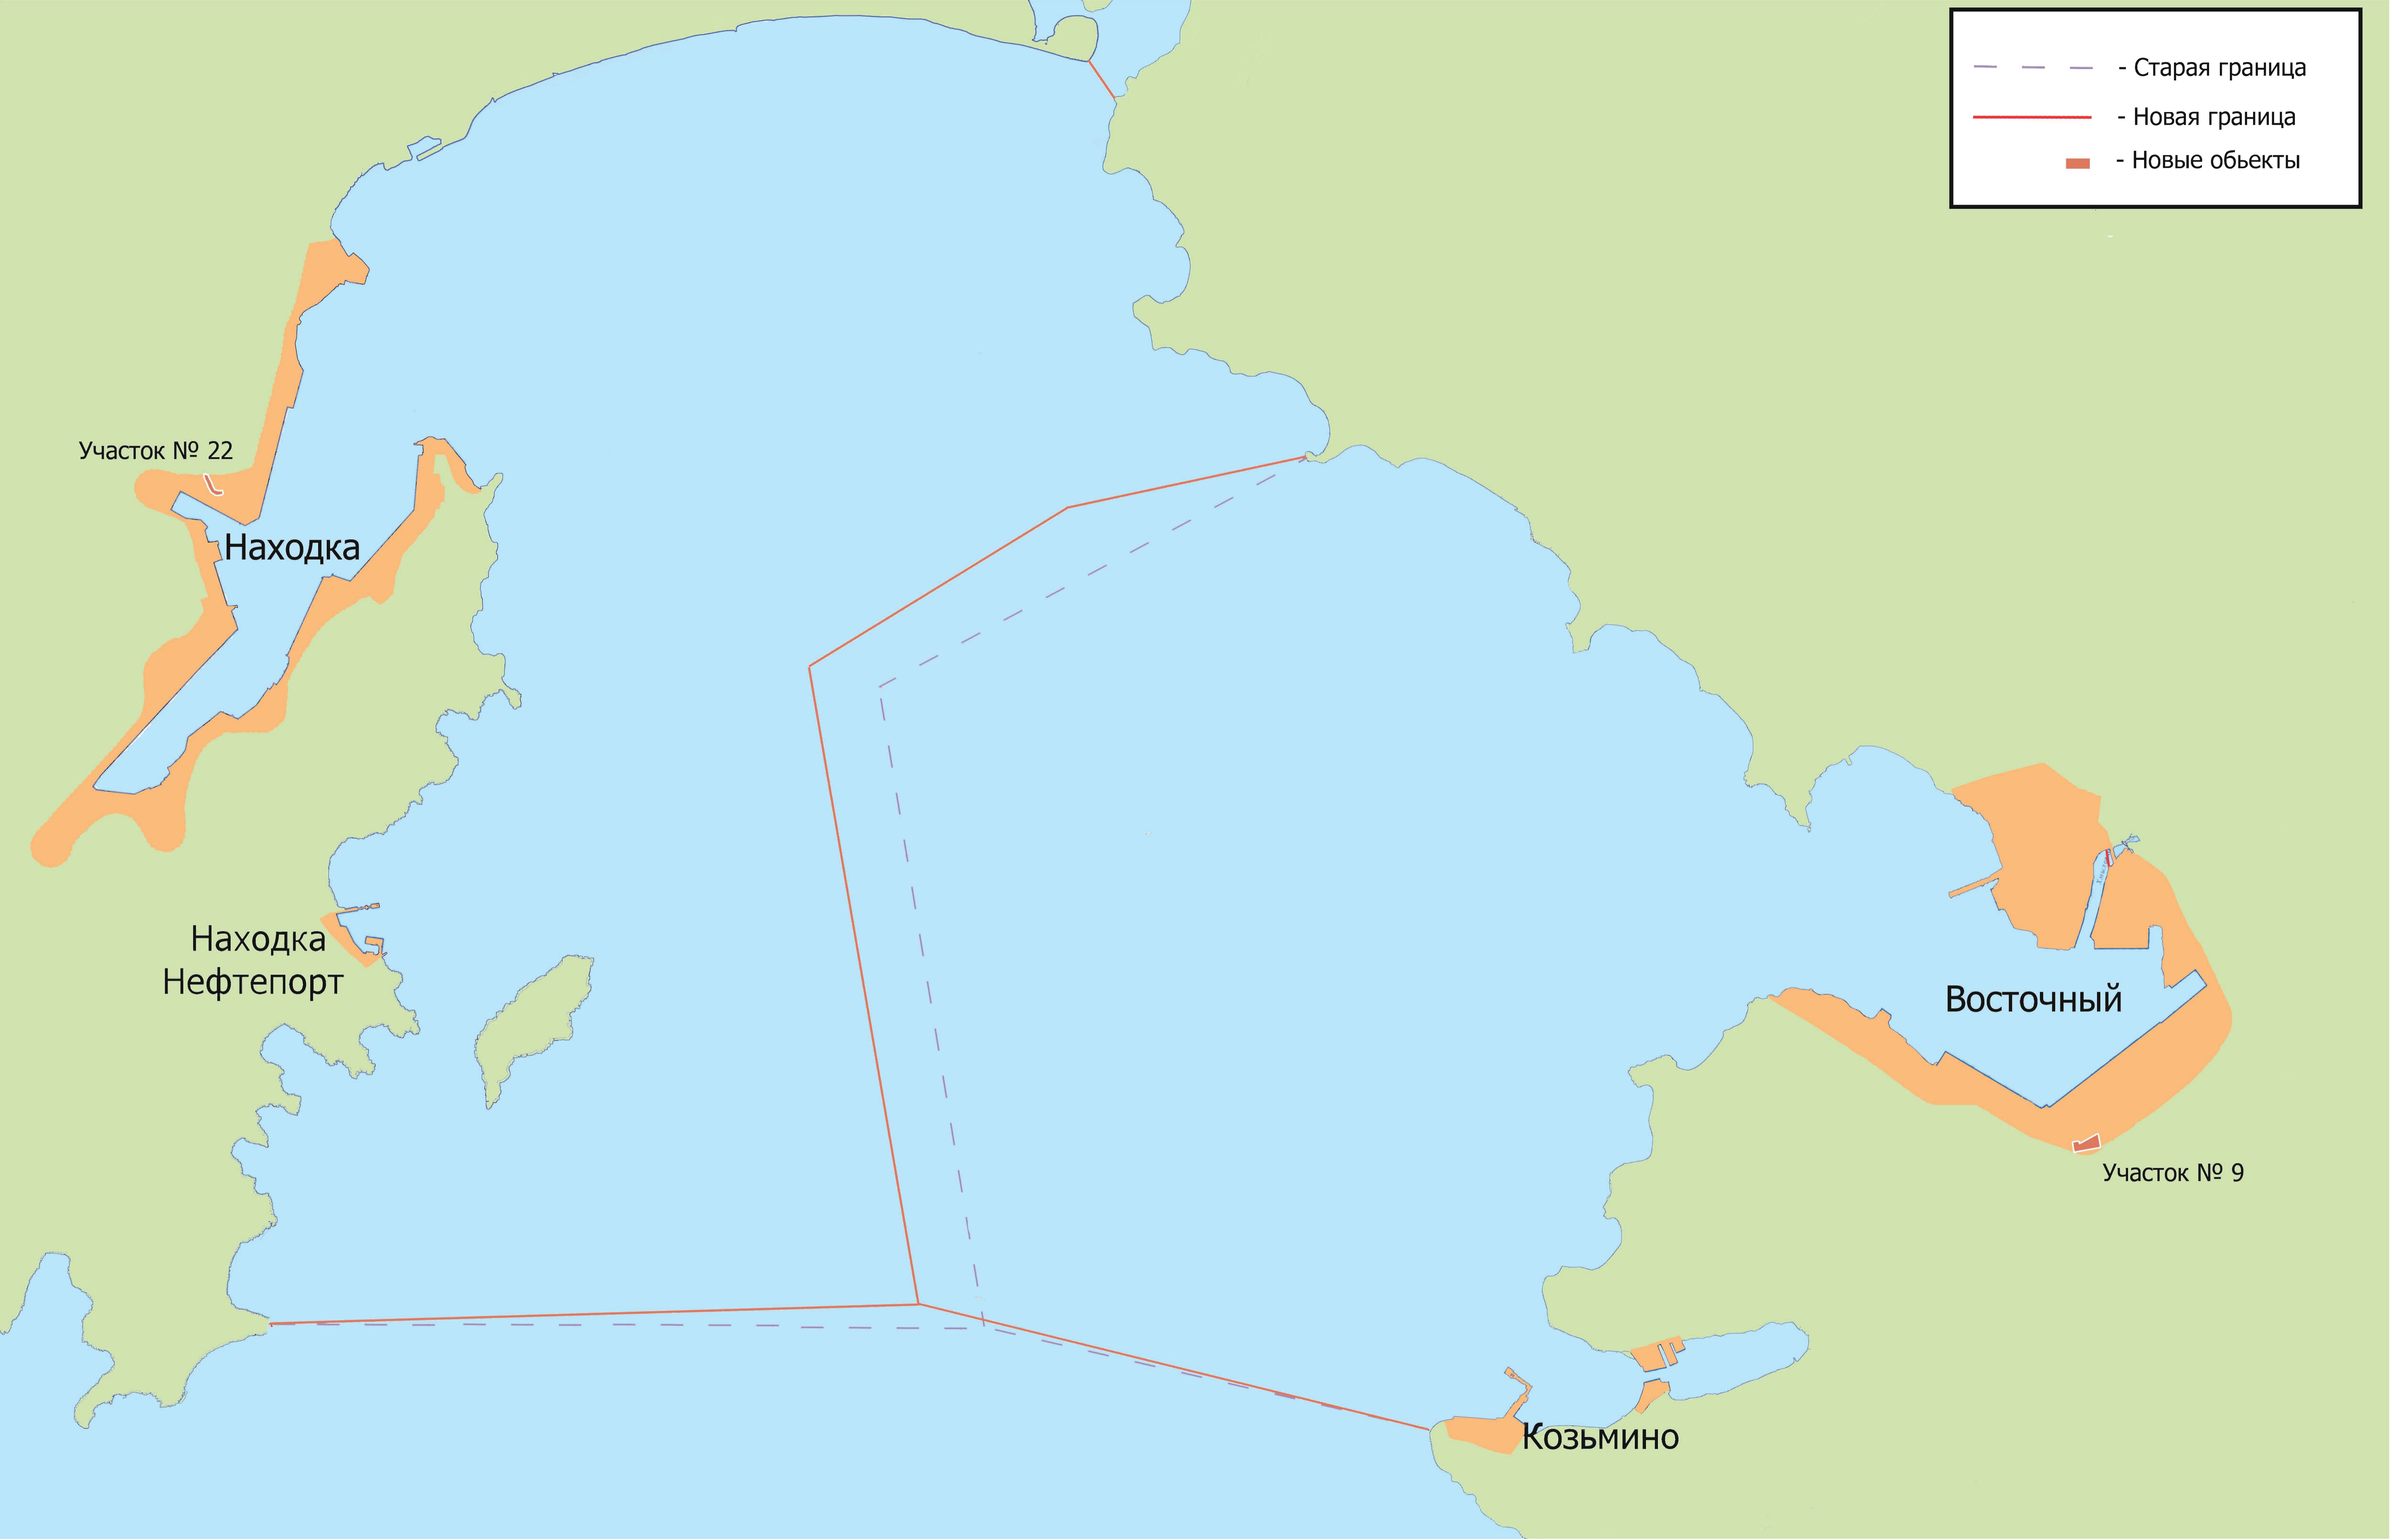 - Старая граница
- Новая граница
- Новые обьекты
Участок № 22
Находка
Находка
Нефтепорт
Восточный
Участок № 9
Козьмино